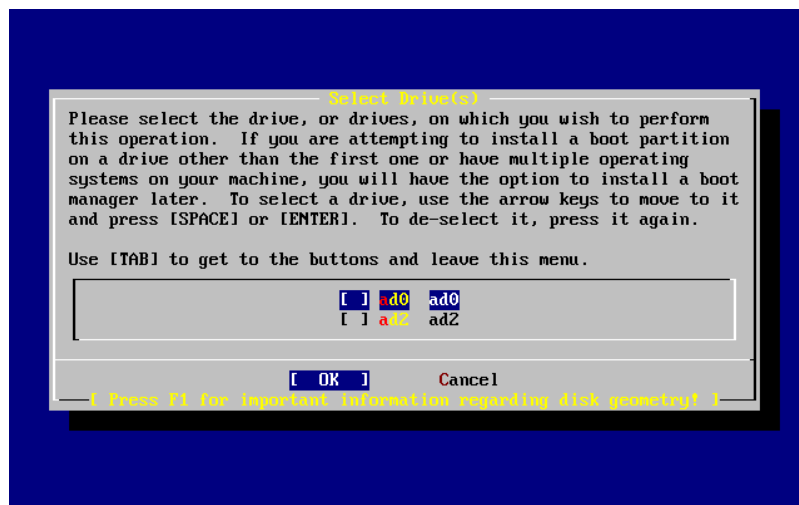 Select Drive(s)
Please select the drive, or drives, on which you wish to perform
this operation.  If you are attempting to install a boot partition
on a drive other than the first one or have multiple operating
systems on your machine, you will have the option to install a boot
manager later.  To select a drive, use the arrow keys to move to it
and press [SPACE] or [ENTER].  To de-select it, press it again.
Use [TAB] to get to the buttons and leave this menu.
[ ] ad0  ad0
[ ] ad2  ad2
[  OK  ]       Cancel
[ Press F1 for important information regarding disk geometry! ]